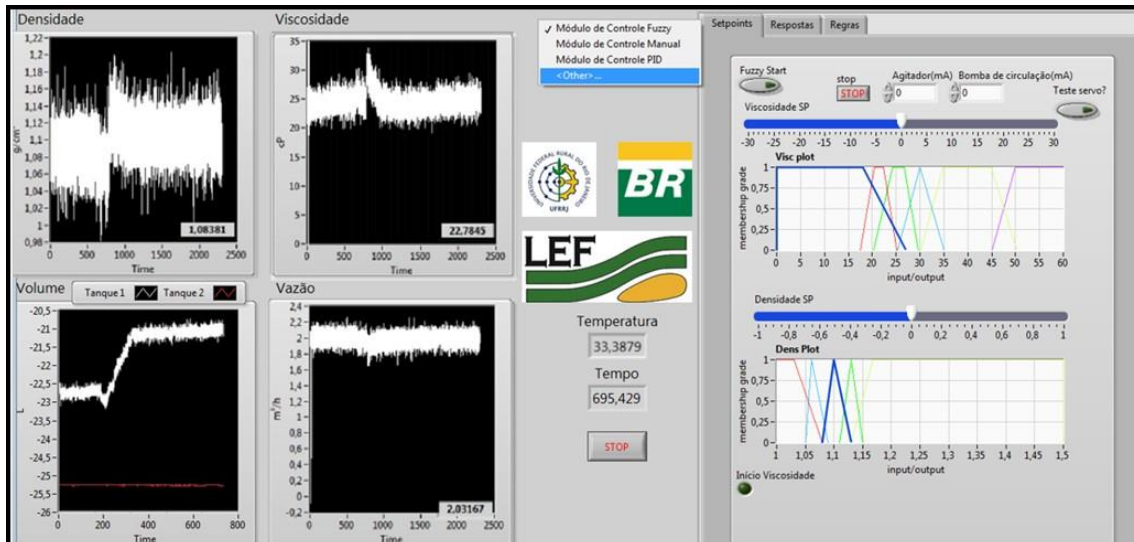 Densidade
1,22
1,2
1,18
1,16
1,14
1,12
1,1
1,08
1,06
1,04
1,02
1
0,98
g/cm
1,08381
0 500 1000 1500 2000 2500
Time
Viscosidade
35
30
25
20
15
10
5
0
cP
22,7845
0 500 1000 1500 2000 2500
Time
✓ Módulo de Controle Fuzzy
Módulo de Controle Manual
Módulo de Controle PID
<Other>...
UNIVERSIDADE FEDERAL RURAL DO RIO DE JANEIRO
UFRRJ
BR
LEF
Volume
Tanque 1 Tanque 2
-20,5
-21
-21,5
-22
-22,5
-23
-23,5
-24
-24,5
-25
-25,5
-26
L
0 200 400 600 800
Time
Vazão
2,4
2,2
2
1,8
1,6
1,4
1,2
1
0,8
0,6
0,4
0,2
0
-0,2
m³/h
2,03167
0 500 1000 1500 2000 2500
Time
Temperatura
33,3879
Tempo
695,429
STOP
Setpoints Respostas Regras
Fuzzy Start
stop
STOP
Agitador(mA) Bomba de circulação(mA)
0 0
Teste servo?
Viscosidade SP
-30 -25 -20 -15 -10 -5 0 5 10 15 20 25 30
Visc plot
membership grade
1
0,75
0,5
0,25
0
0 5 10 15 20 25 30 35 40 45 50 55 60
input/output
Densidade SP
-1 -0,8 -0,6 -0,4 -0,2 0 0,2 0,4 0,6 0,8 1
Dens Plot
membership grade
1
0,75
0,5
0,25
0
1 1,05 1,1 1,15 1,2 1,25 1,3 1,35 1,4 1,45 1,5
input/output
Início Viscosidade